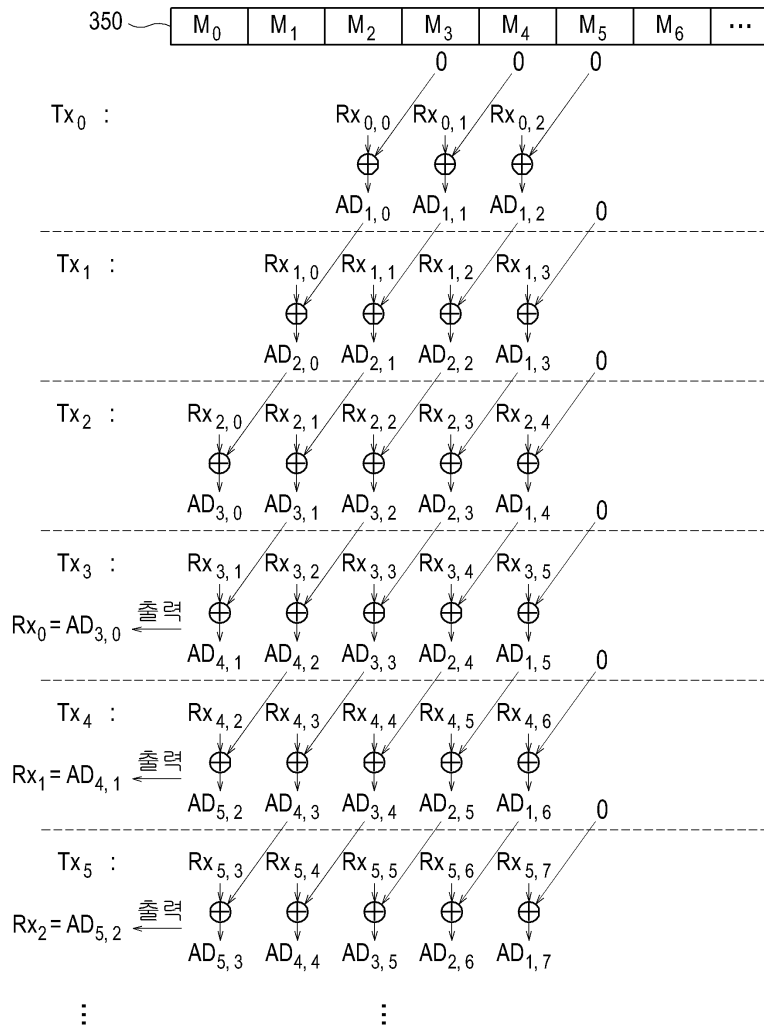 350 M₀ M₁ M₂ M₃ M₄ M₅ M₆ ⋯
0 0 0
Tx₀ : Rx₀,₀ Rx₀,₁ Rx₀,₂
AD₁,₀ AD₁,₁ AD₁,₂ 0
Tx₁ : Rx₁,₀ Rx₁,₁ Rx₁,₂ Rx₁,₃
AD₂,₀ AD₂,₁ AD₂,₂ AD₁,₃ 0
Tx₂ : Rx₂,₀ Rx₂,₁ Rx₂,₂ Rx₂,₃ Rx₂,₄
AD₃,₀ AD₃,₁ AD₃,₂ AD₂,₃ AD₁,₄ 0
Tx₃ : Rx₃,₁ Rx₃,₂ Rx₃,₃ Rx₃,₄ Rx₃,₅
Rx₀ = AD₃,₀ 출력
AD₄,₁ AD₄,₂ AD₃,₃ AD₂,₄ AD₁,₅ 0
Tx₄ : Rx₄,₂ Rx₄,₃ Rx₄,₄ Rx₄,₅ Rx₄,₆
Rx₁ = AD₄,₁ 출력
AD₅,₂ AD₄,₃ AD₃,₄ AD₂,₅ AD₁,₆ 0
Tx₅ : Rx₅,₃ Rx₅,₄ Rx₅,₅ Rx₅,₆ Rx₅,₇
Rx₂ = AD₅,₂ 출력
AD₅,₃ AD₄,₄ AD₃,₅ AD₂,₆ AD₁,₇
⋮ ⋮